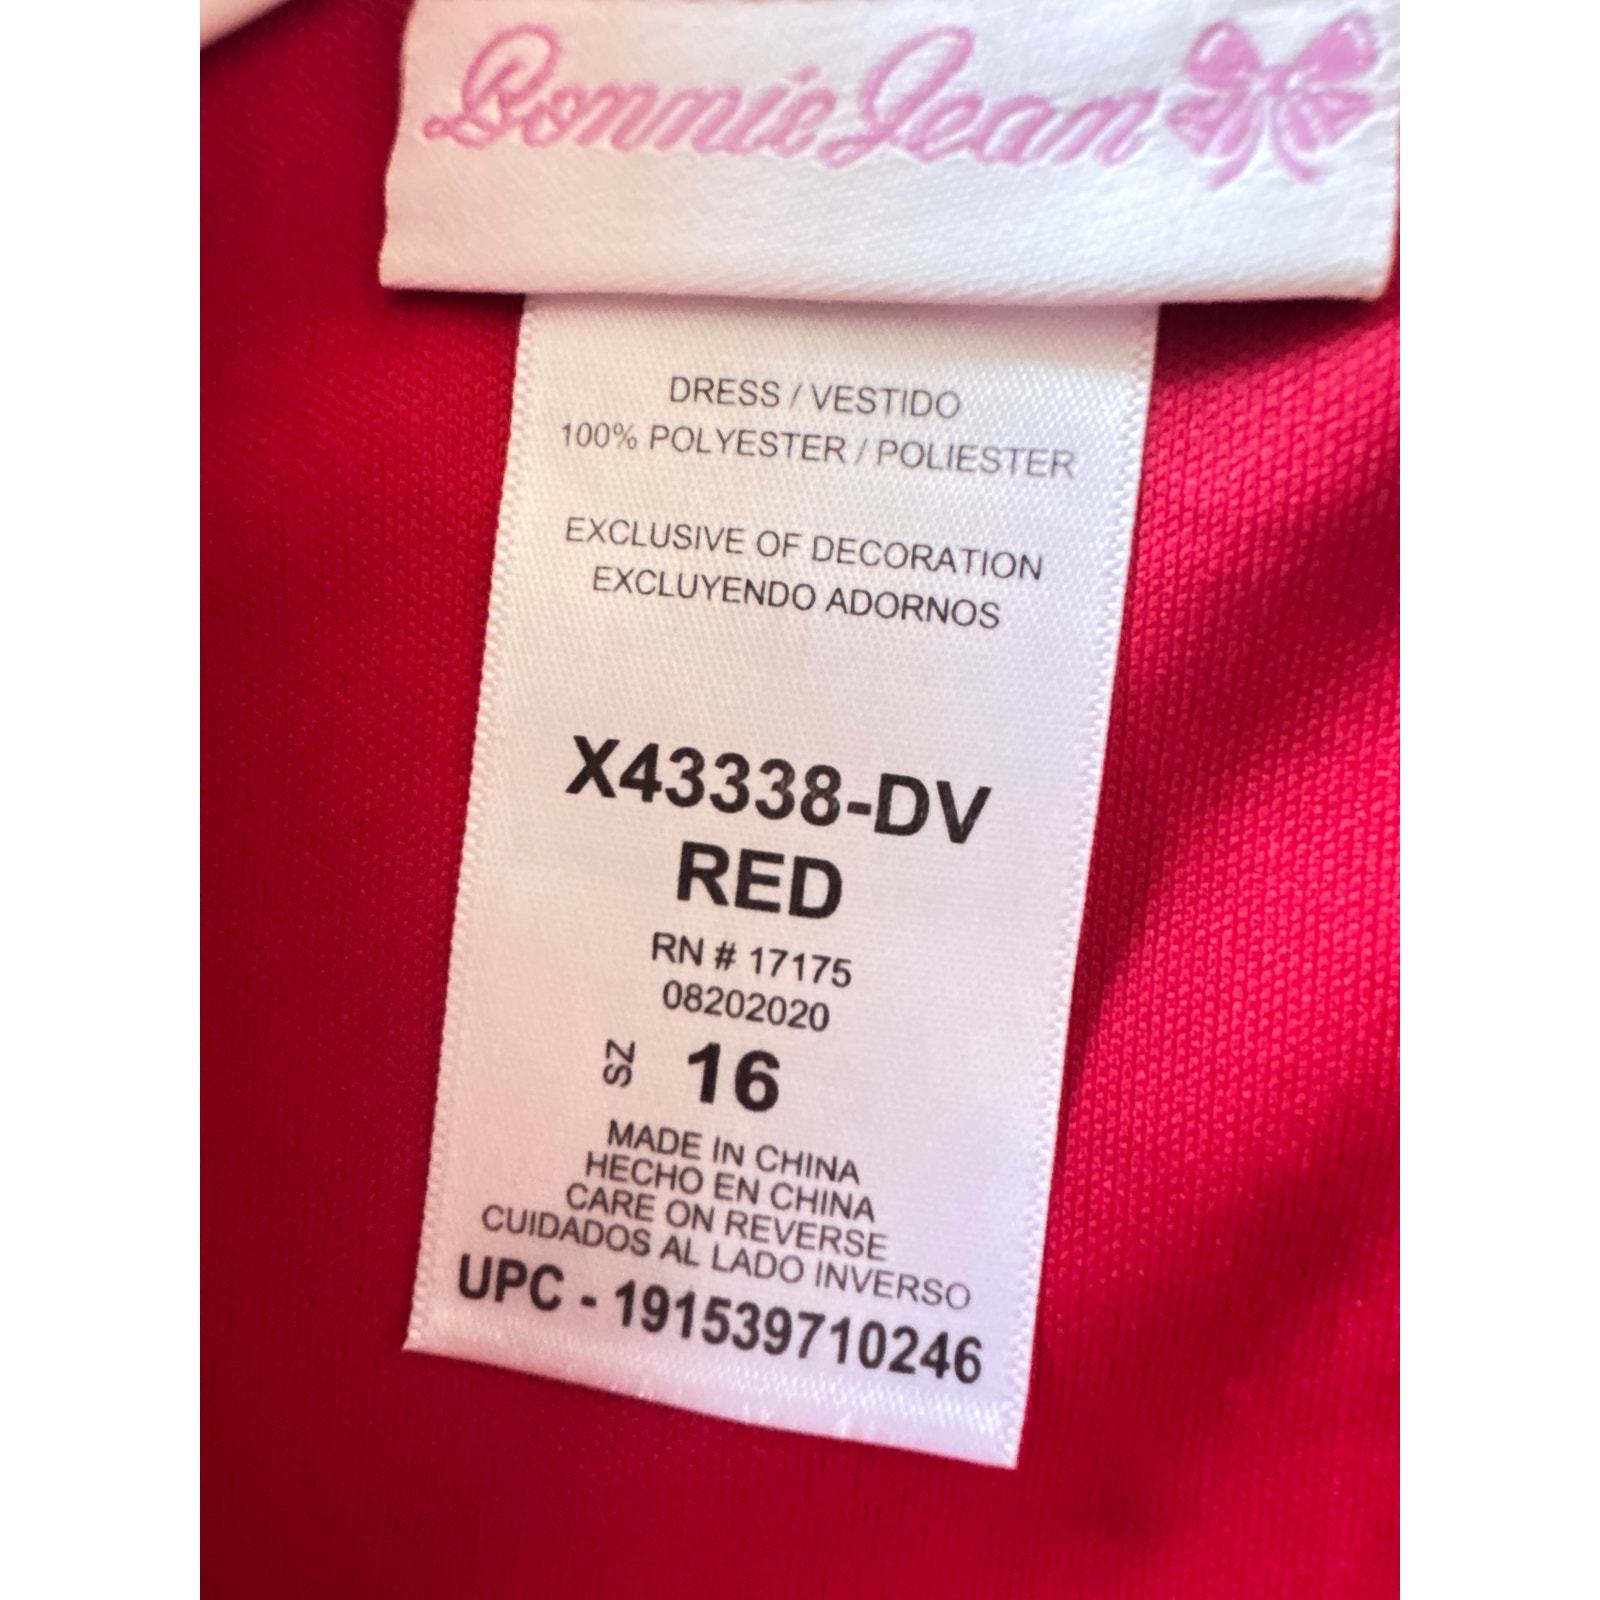 Bonnie Jean
DRESS / VESTIDO
100% POLYESTER / POLIESTER
EXCLUSIVE OF DECORATION
EXCLUYENDO ADORNOS
X43338-DV
RED
RN # 17175
08202020
SZ 16
MADE IN CHINA
HECHO EN CHINA
CARE ON REVERSE
CUIDADOS AL LADO INVERSO
UPC - 191539710246